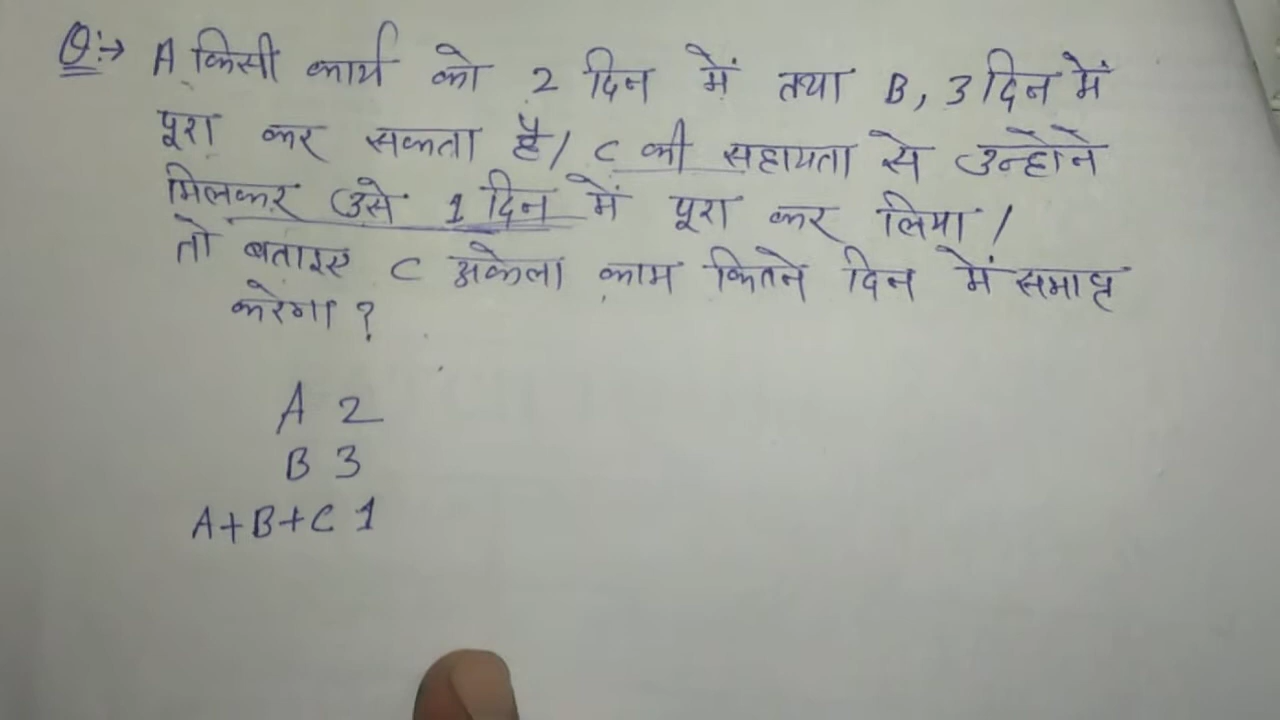 Q:→ A किसी कार्य को 2 दिन में तथा B, 3 दिन में
पूरा कर सकता है। C की सहायता से उन्होंने
मिलकर उसे 1 दिन में पूरा कर लिया।
तो बताइए C अकेला काम कितने दिन में समाप्त
करेगा ?
A 2
B 3
A+B+C 1